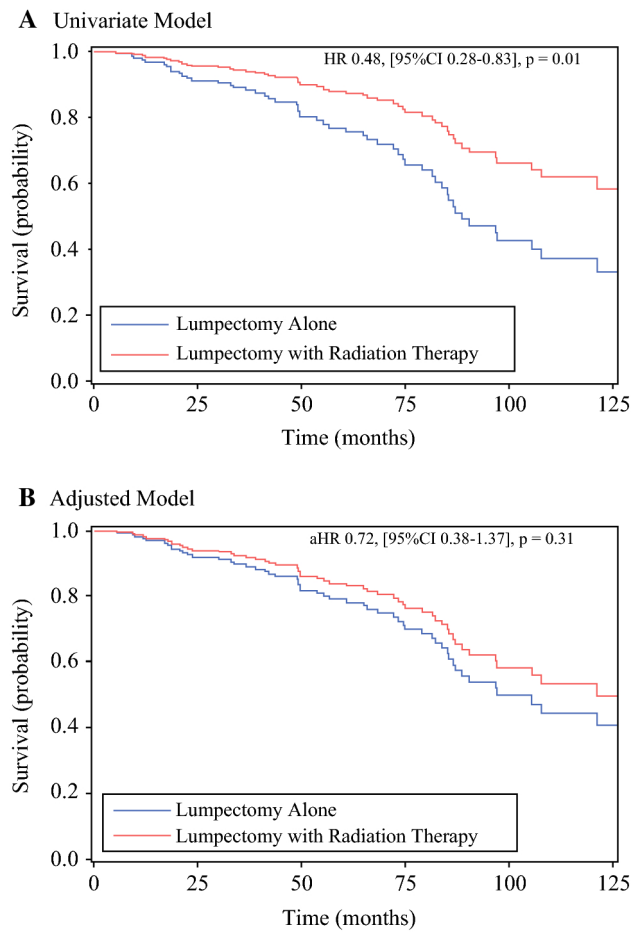 A Univariate Model
HR 0.48, [95%CI 0.28-0.83], p = 0.01
1.0
0.8
0.6
0.4
0.2
0.0
Survival (probability)
Lumpectomy Alone
Lumpectomy with Radiation Therapy
0 25 50 75 100 125
Time (months)
B Adjusted Model
aHR 0.72, [95%CI 0.38-1.37], p = 0.31
1.0
0.8
0.6
0.4
0.2
0.0
Survival (probability)
Lumpectomy Alone
Lumpectomy with Radiation Therapy
0 25 50 75 100 125
Time (months)